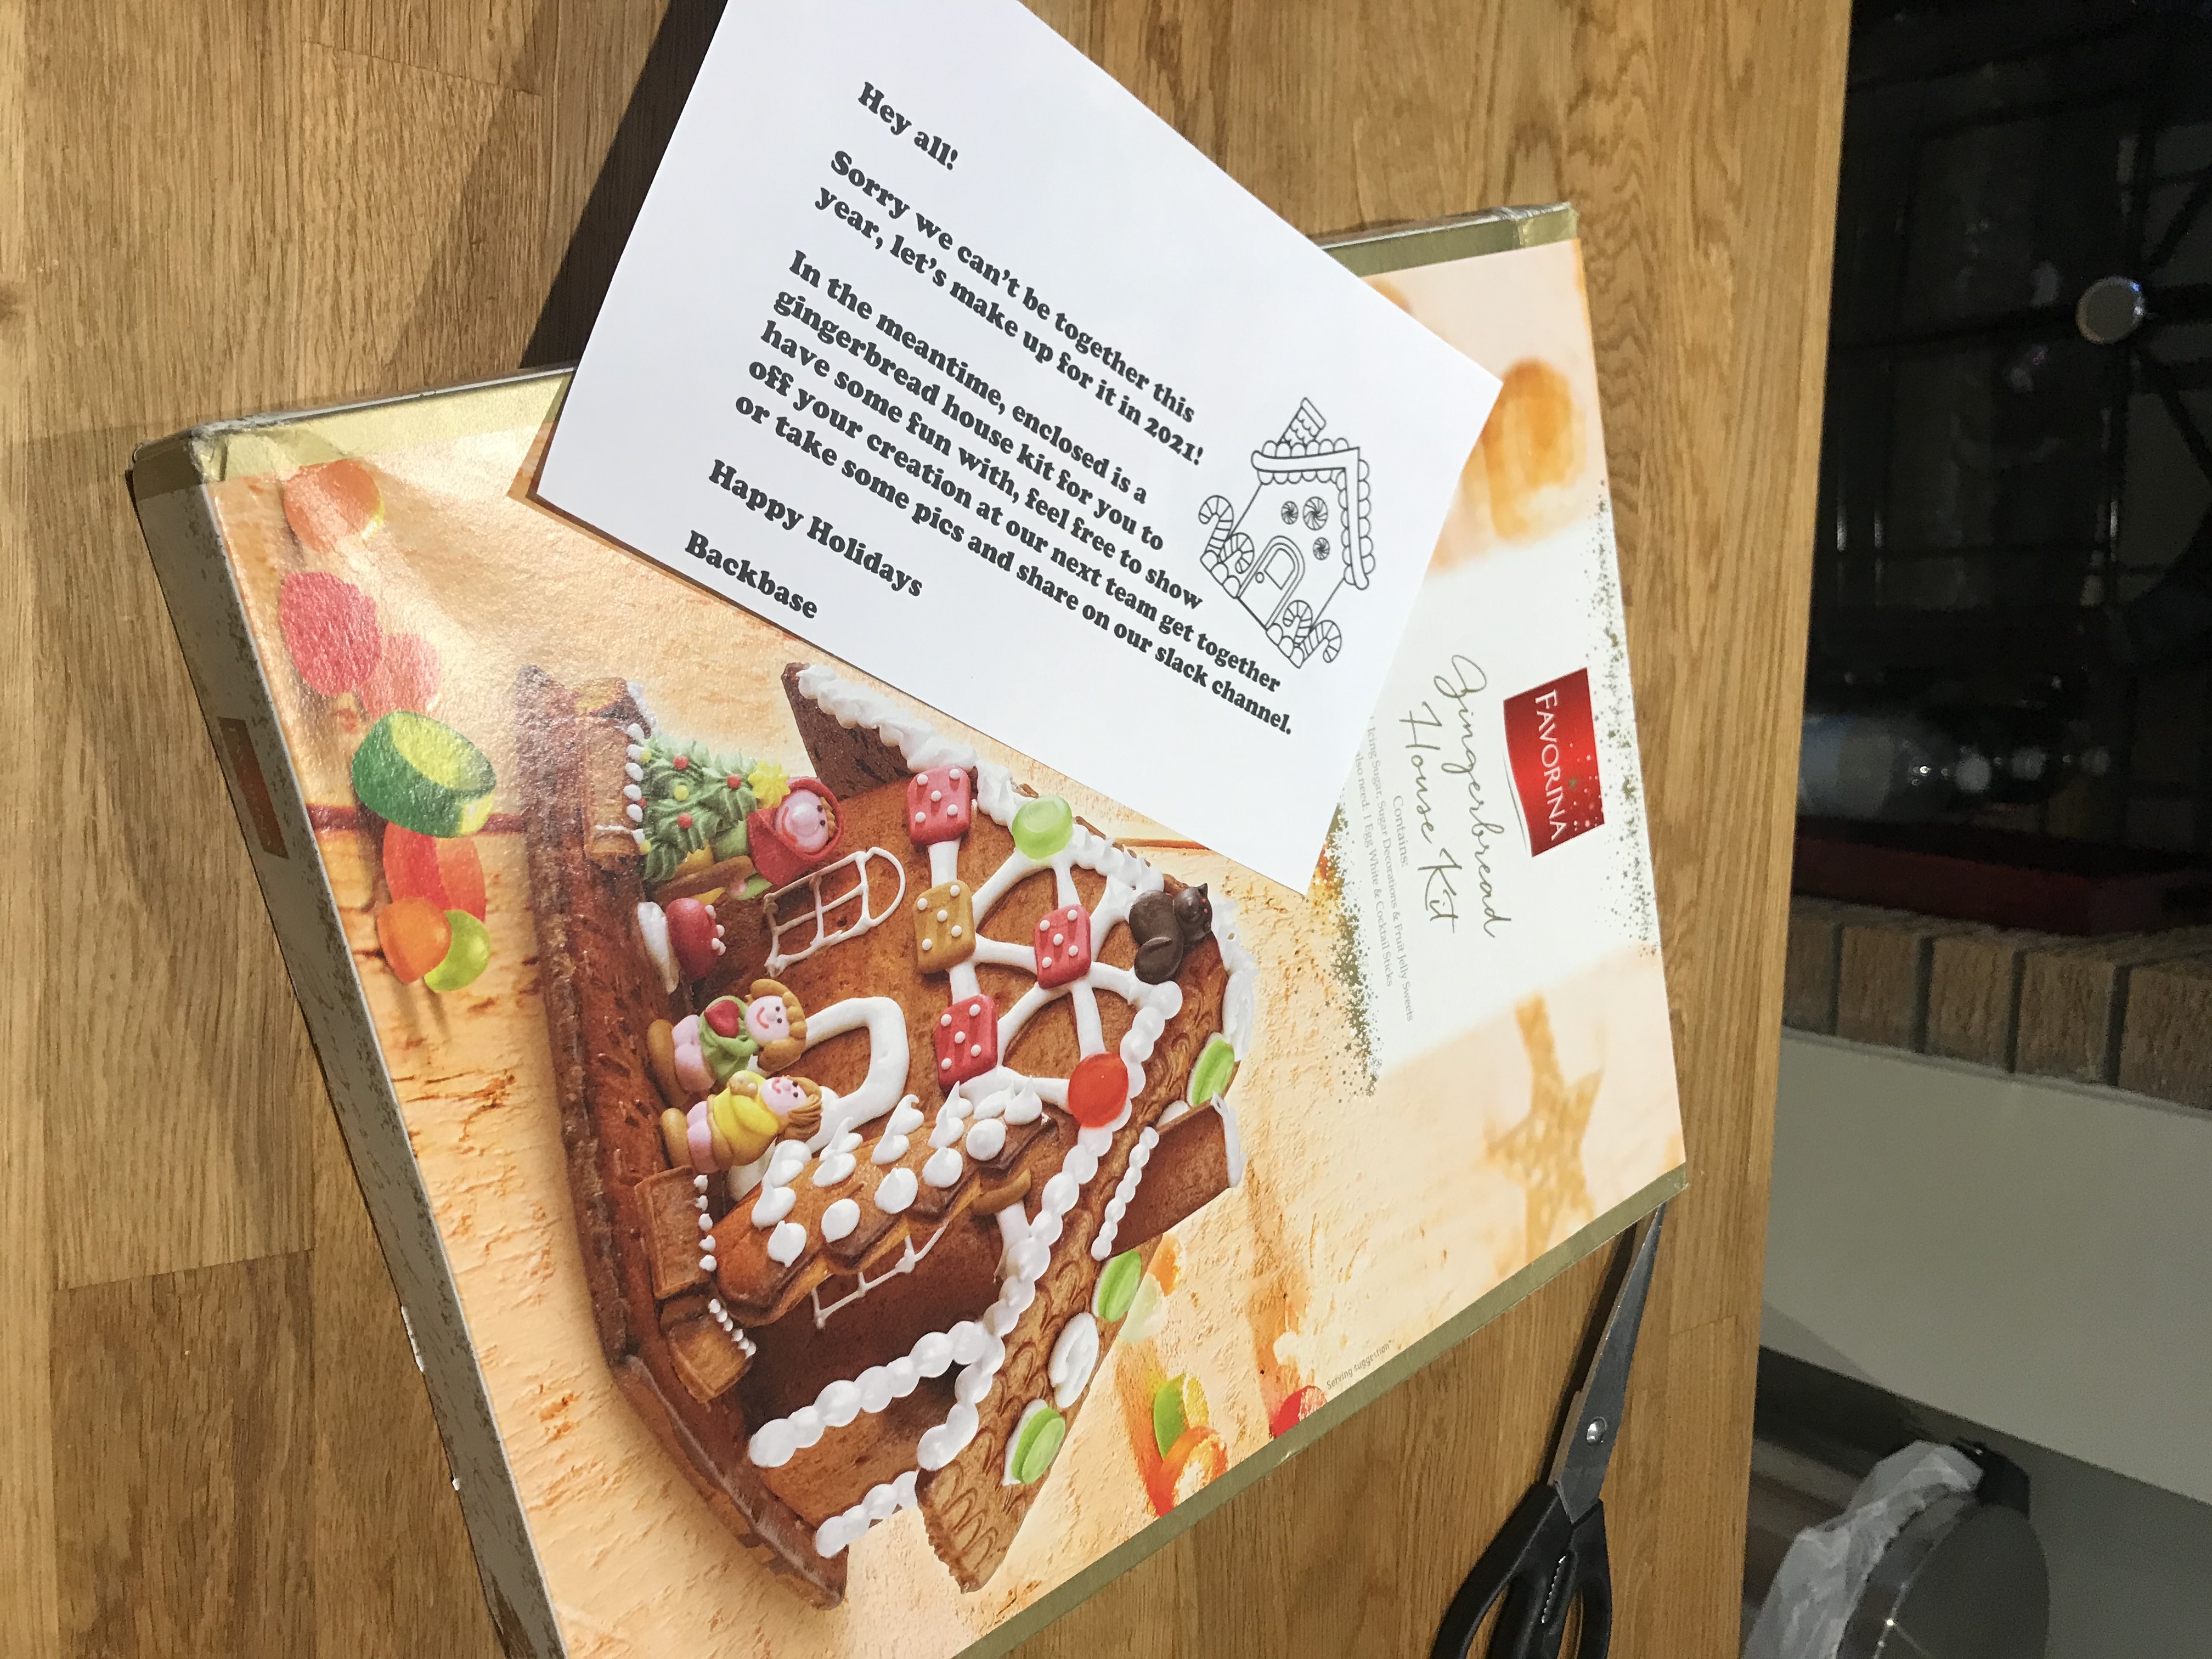 Hey all!
Sorry we can't be together this
year, let's make up for it in 2021!
In the meantime, enclosed is a
gingerbread house kit for you to
have some fun with, feel free to show
off your creation at our next team get together
or take some pics and share on our slack channel.
Happy Holidays
Backbase
FAVORINA
Gingerbread
House Kit
Contains:
Icing Sugar, Sugar Decorations & Fruit Jelly Sweets
also need: 1 Egg White & Cocktail Sticks
Serving suggestion